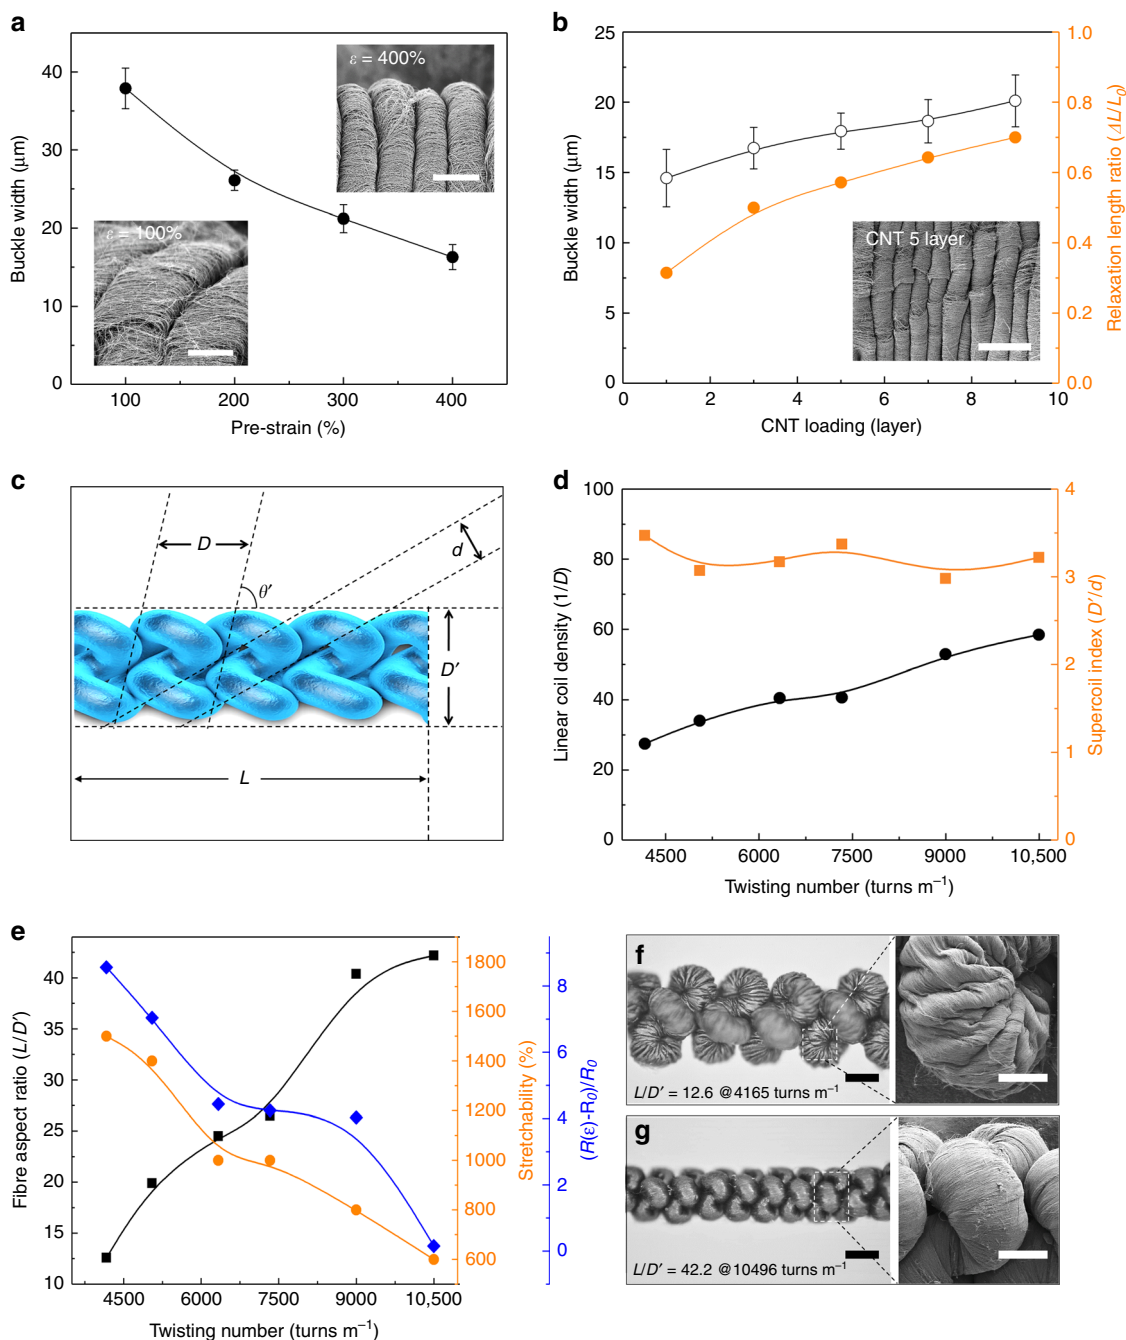 a
Buckle width (μm)
40
30
20
10
0
100
200
300
400
Pre-strain (%)
ε = 400%
ε = 100%
b
Buckle width (μm)
25
20
15
10
5
0
0
2
4
6
8
10
CNT loading (layer)
1.0
0.8
0.6
0.4
0.2
0.0
Relaxation length ratio (ΔL/L₀)
CNT 5 layer
c
D
d
θ′
D′
L
d
Linear coil density (1/D)
100
80
60
40
20
0
4500
6000
7500
9000
10,500
Twisting number (turns m⁻¹)
4
3
2
1
0
Supercoil index (D′/d)
e
Fibre aspect ratio (L/D′)
40
35
30
25
20
15
10
4500
6000
7500
9000
10,500
Twisting number (turns m⁻¹)
1800
1600
1400
1200
1000
800
600
Stretchability (%)
8
6
4
2
0
(R(ε)-R₀)/R₀
f
L/D′ = 12.6 @4165 turns m⁻¹
g
L/D′ = 42.2 @10496 turns m⁻¹